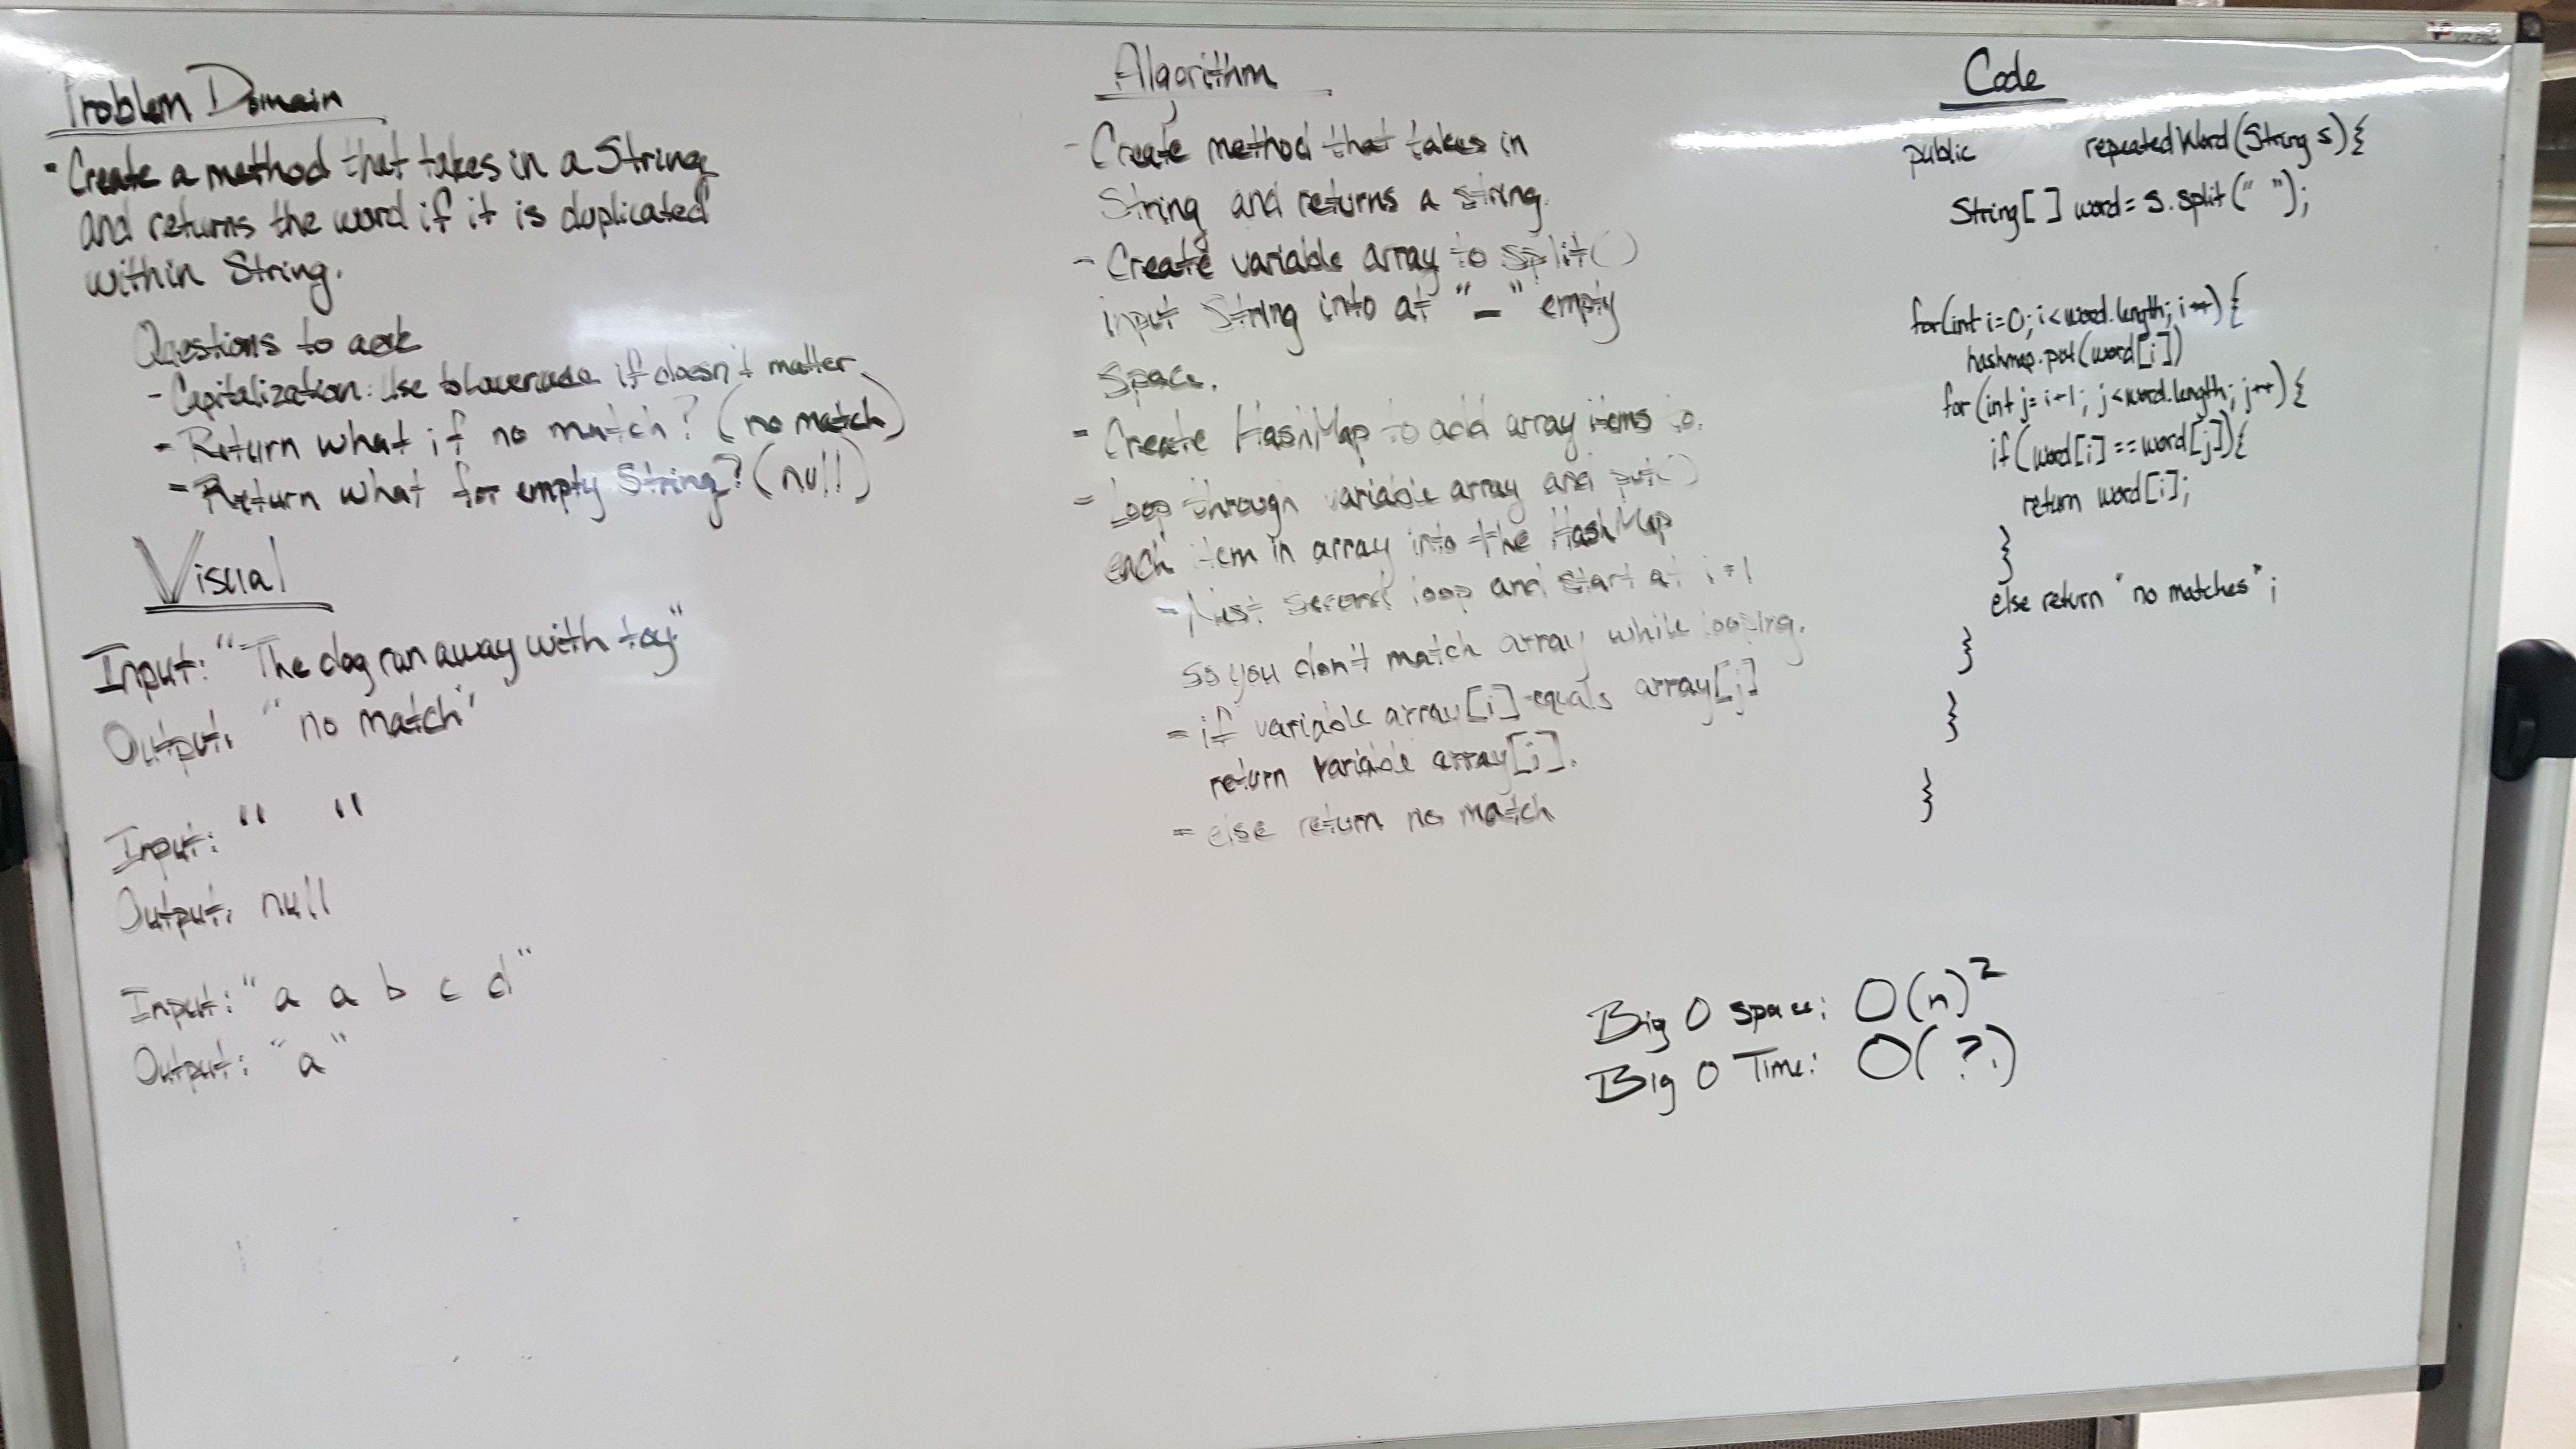 Problem Domain
- Create a method that takes in a String
and returns the word if it is duplicated
within String.
Questions to ask
- Capitalization: Use toLowercase if doesn't matter
- Return what if no match? (no match)
- Return what for empty String? (null)
Visual
Input: "The dog ran away with toy"
Output: "no match"
Input: "   "
Output: null
Input: "a a b c d"
Output: "a"
Algorithm
- Create method that takes in
String and returns a string.
- Create variable array to split()
input String into at "_" empty
space.
- Create HashMap to add array items to.
- Loop through variable array and put()
each item in array into the HashMap
- Nest second loop and start at i+1
so you don't match array while looping.
- if variable array[i] equals array[j]
return variable array[i].
- else return no match
Code
public repeatedWord(String s){
String[ ] word = s.split(" ");
for(int i=0; i<word.length; i++){
hashmap.put(word[i])
for(int j=i+1; j<word.length; j++){
if(word[i]==word[j]){
return word[i];
}
else return "no matches";
}
}
}
Big O space: O(n)²
Big O Time: O(?)